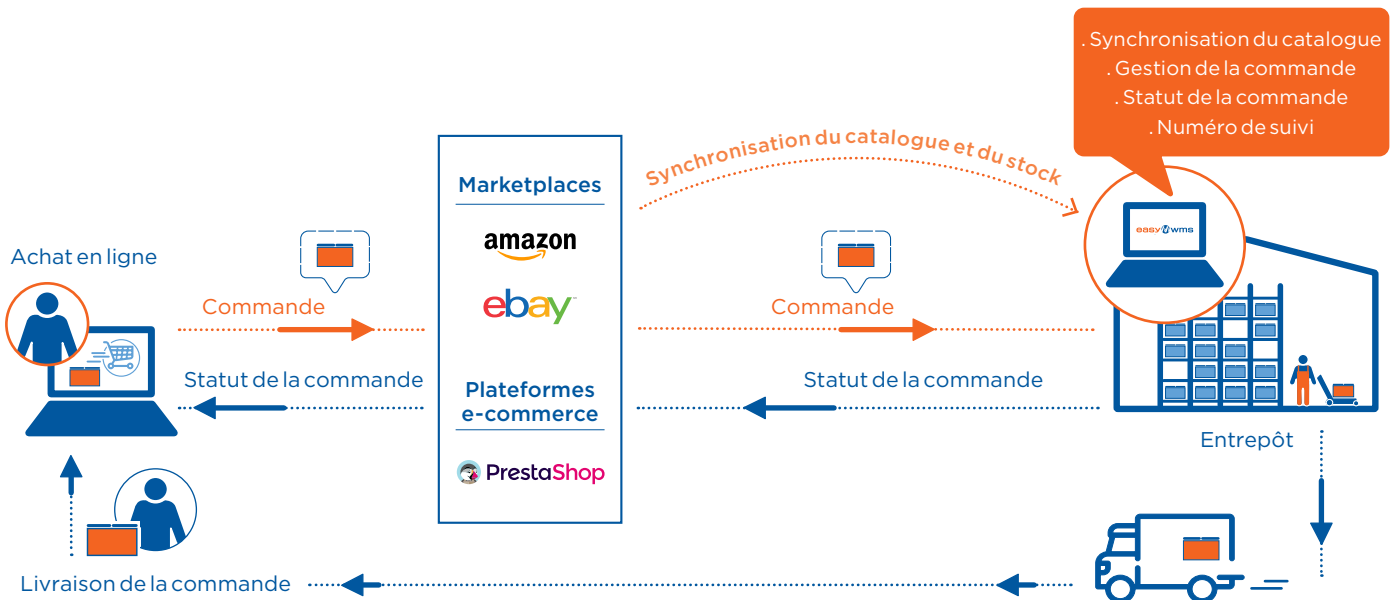 . Synchronisation du catalogue
. Gestion de la commande
. Statut de la commande
. Numéro de suivi
Synchronisation du catalogue et du stock
Marketplaces
amazon
ebay™
Plateformes
e-commerce
PrestaShop
easy wms
Achat en ligne
Commande
Commande
Statut de la commande
Statut de la commande
Entrepôt
Livraison de la commande